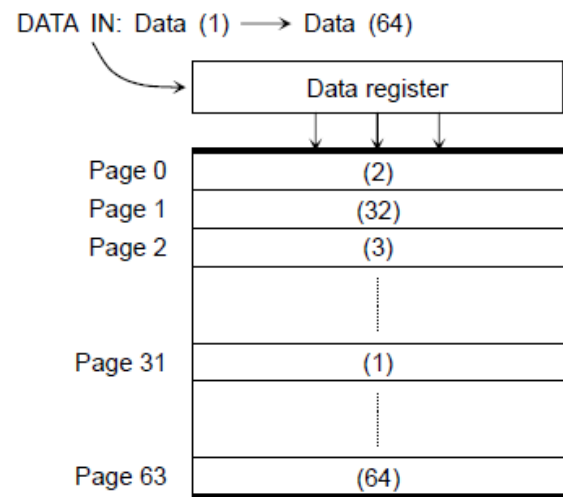 DATA IN: Data (1) ⟶ Data (64)
Data register
Page 0 (2)
Page 1 (32)
Page 2 (3)
Page 31 (1)
Page 63 (64)